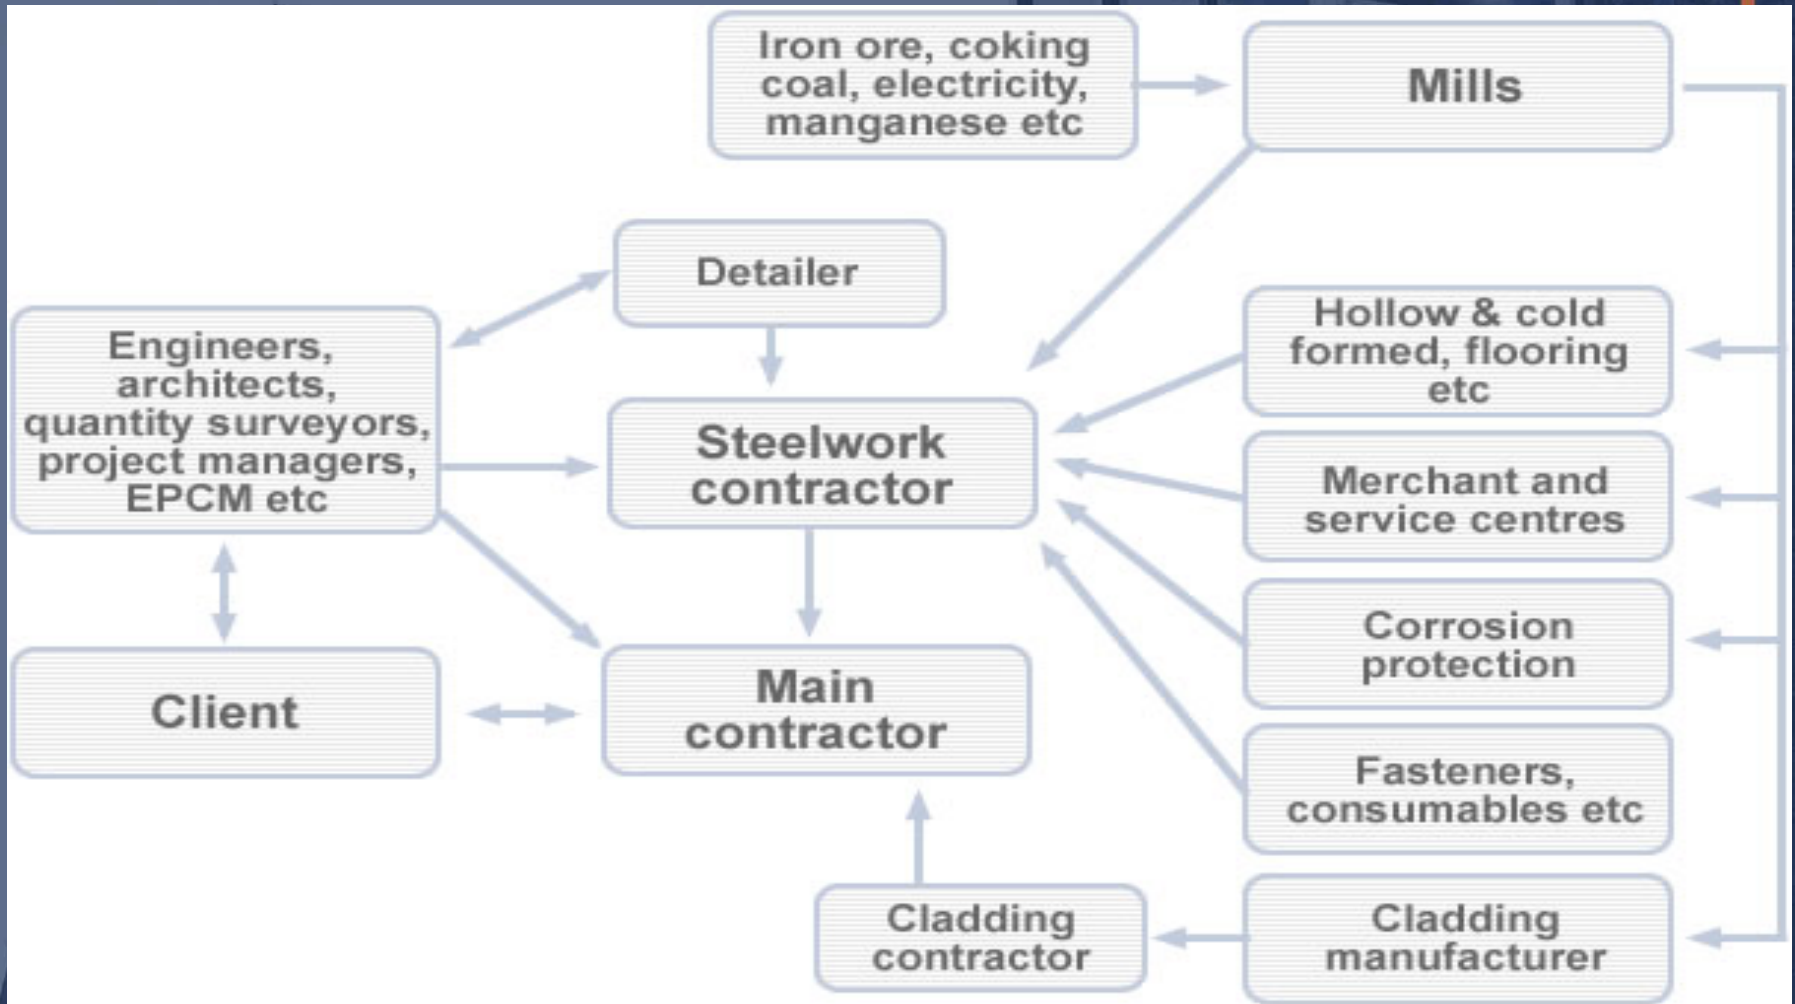 Iron ore, coking
coal, electricity,
manganese etc
Mills
Detailer
Engineers,
architects,
quantity surveyors,
project managers,
EPCM etc
Hollow & cold
formed, flooring
etc
Steelwork
contractor
Merchant and
service centres
Corrosion
protection
Client
Main
contractor
Fasteners,
consumables etc
Cladding
contractor
Cladding
manufacturer